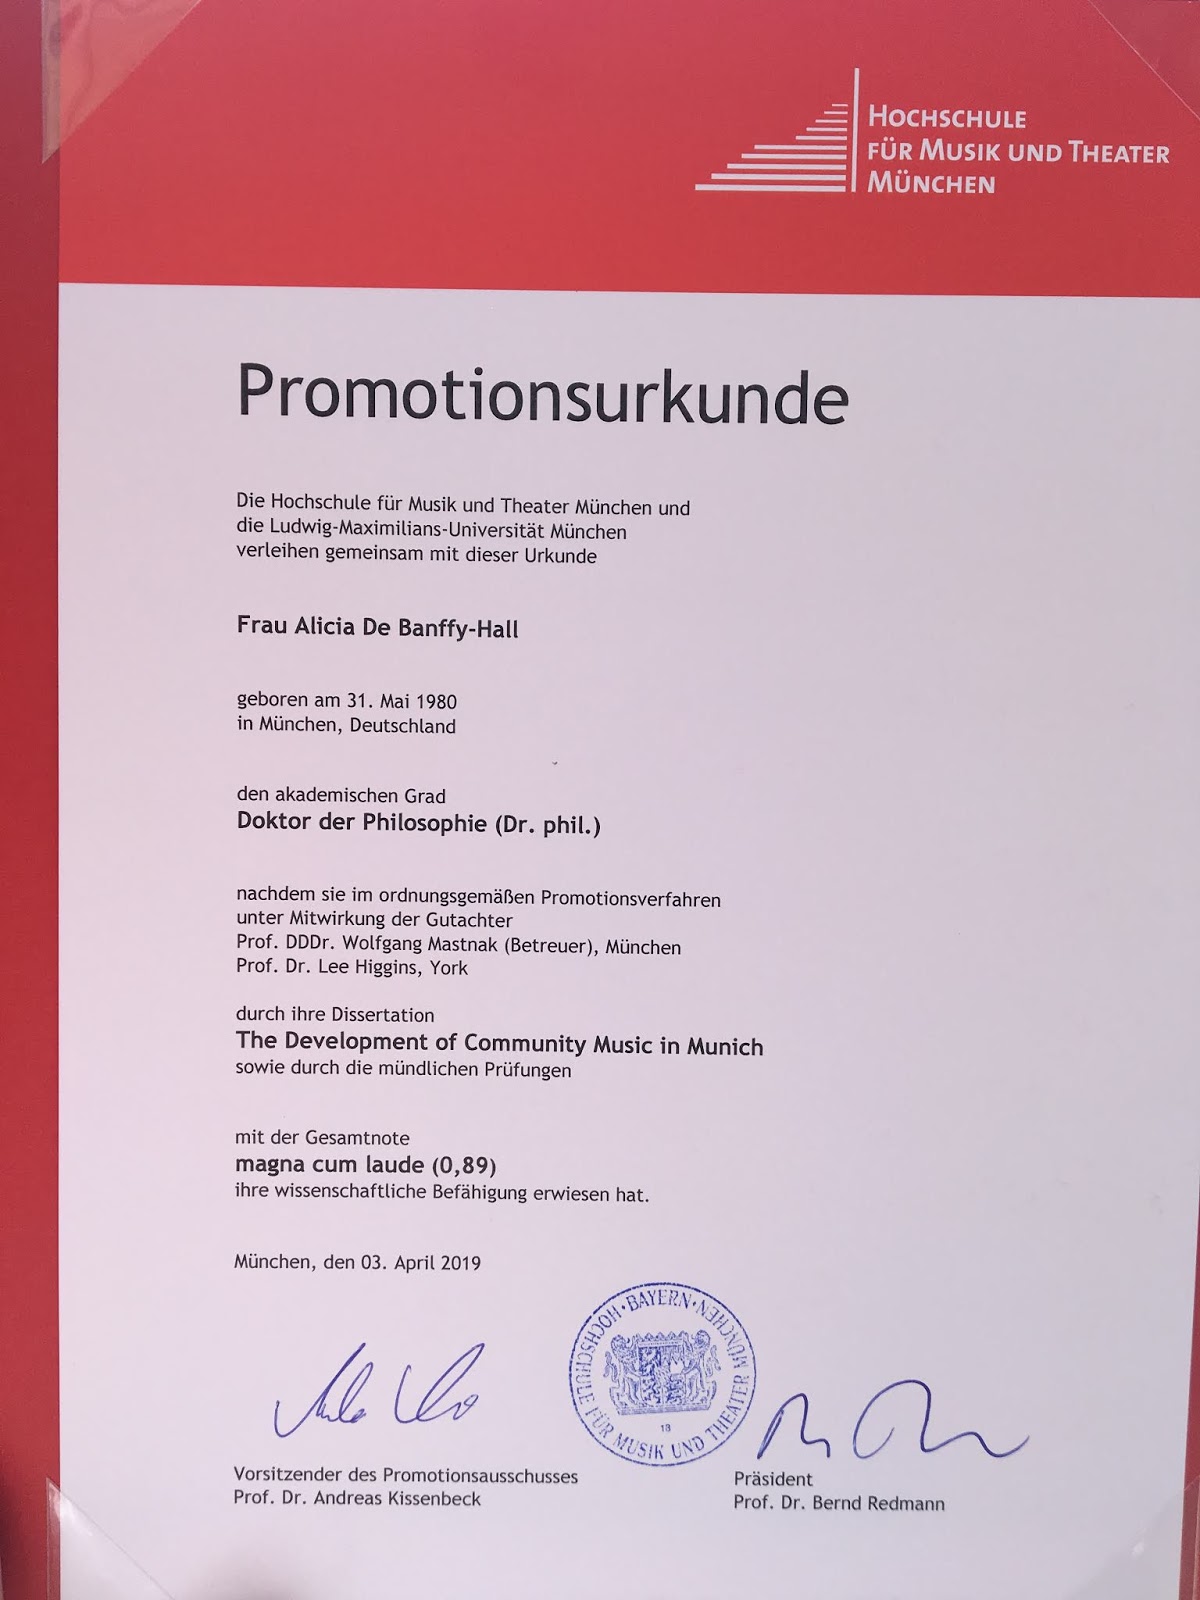 HOCHSCHULE
FÜR MUSIK UND THEATER
MÜNCHEN
Promotionsurkunde
Die Hochschule für Musik und Theater München und
die Ludwig-Maximilians-Universität München
verleihen gemeinsam mit dieser Urkunde
Frau Alicia De Banffy-Hall
geboren am 31. Mai 1980
in München, Deutschland
den akademischen Grad
Doktor der Philosophie (Dr. phil.)
nachdem sie im ordnungsgemäßen Promotionsverfahren
unter Mitwirkung der Gutachter
Prof. DDDr. Wolfgang Mastnak (Betreuer), München
Prof. Dr. Lee Higgins, York
durch ihre Dissertation
The Development of Community Music in Munich
sowie durch die mündlichen Prüfungen
mit der Gesamtnote
magna cum laude (0,89)
ihre wissenschaftliche Befähigung erwiesen hat.
München, den 03. April 2019
BAYERN
HOCHSCHULE FÜR MUSIK UND THEATER MÜNCHEN
13
Vorsitzender des Promotionsausschusses
Prof. Dr. Andreas Kissenbeck
Präsident
Prof. Dr. Bernd Redmann